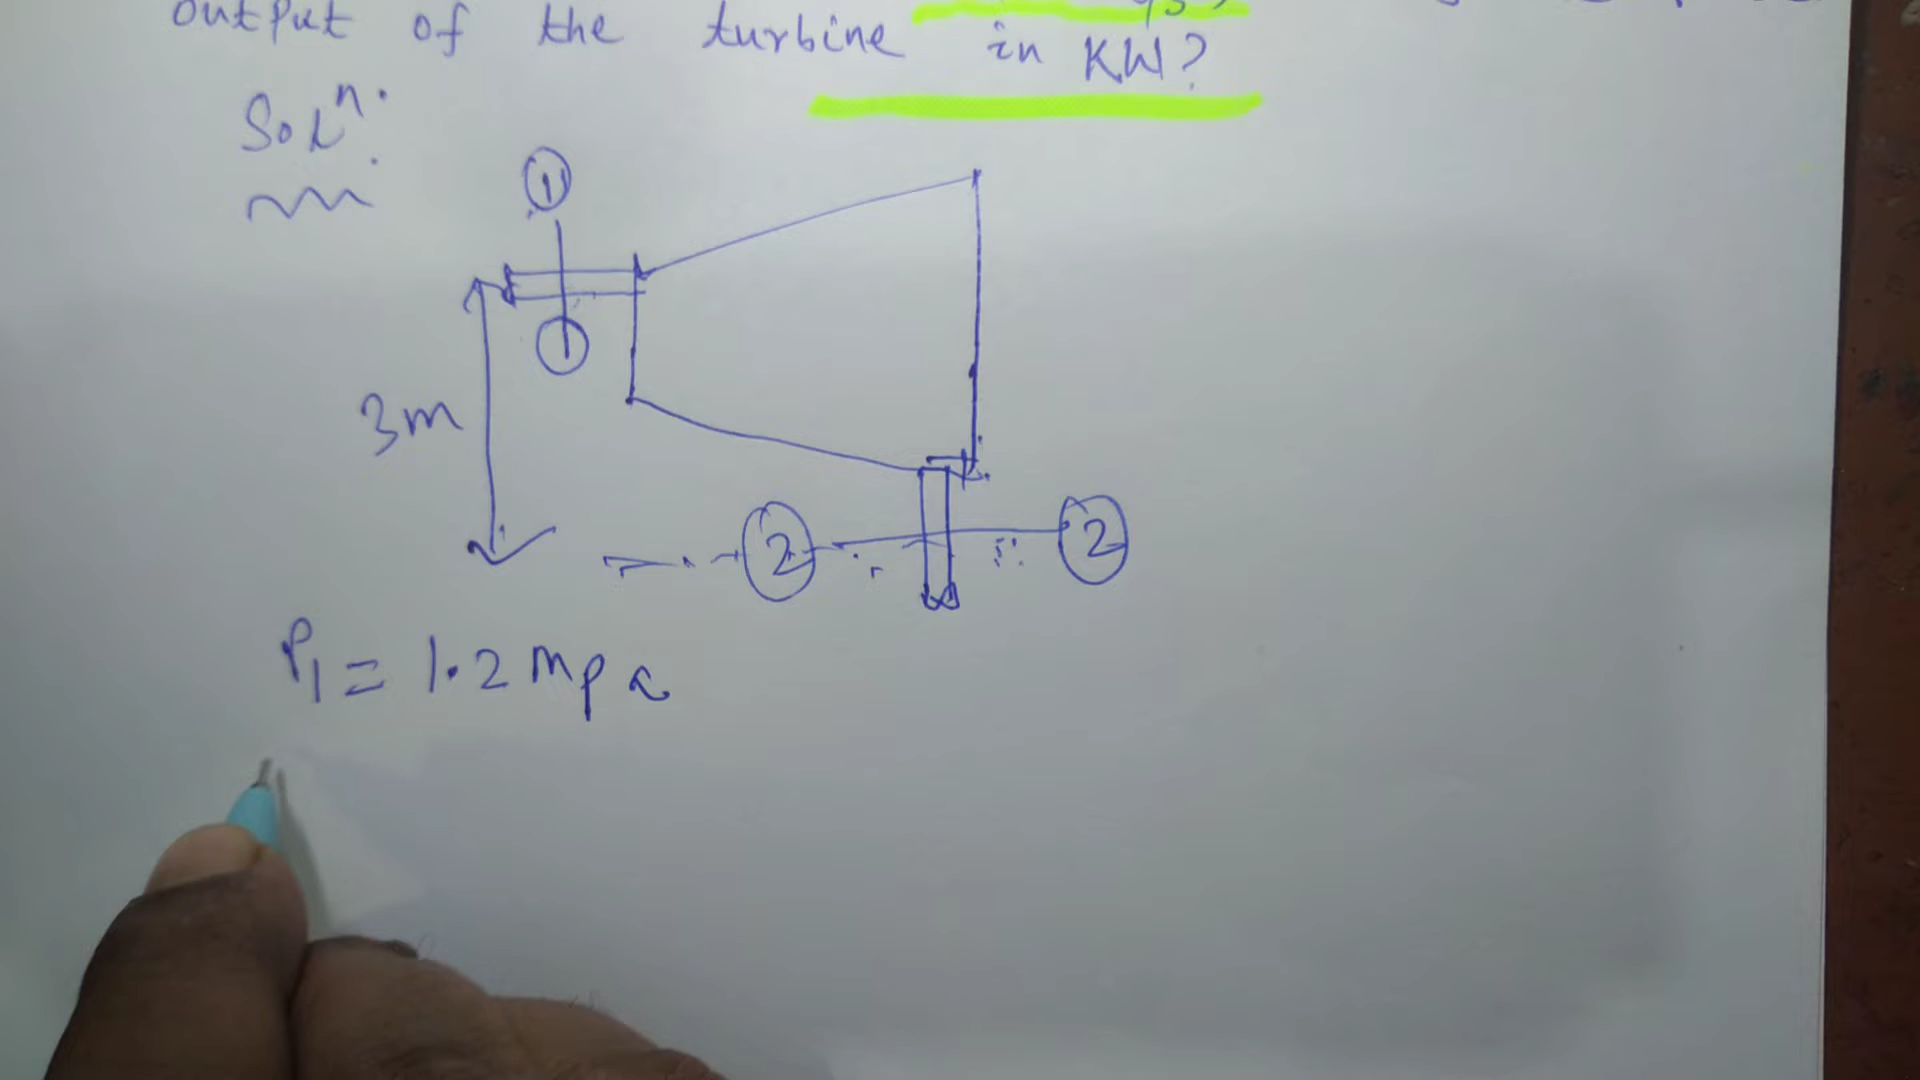 output of the turbine in KW?
Solⁿ:
1
1
3m
2
2
P₁ = 1.2 mpa